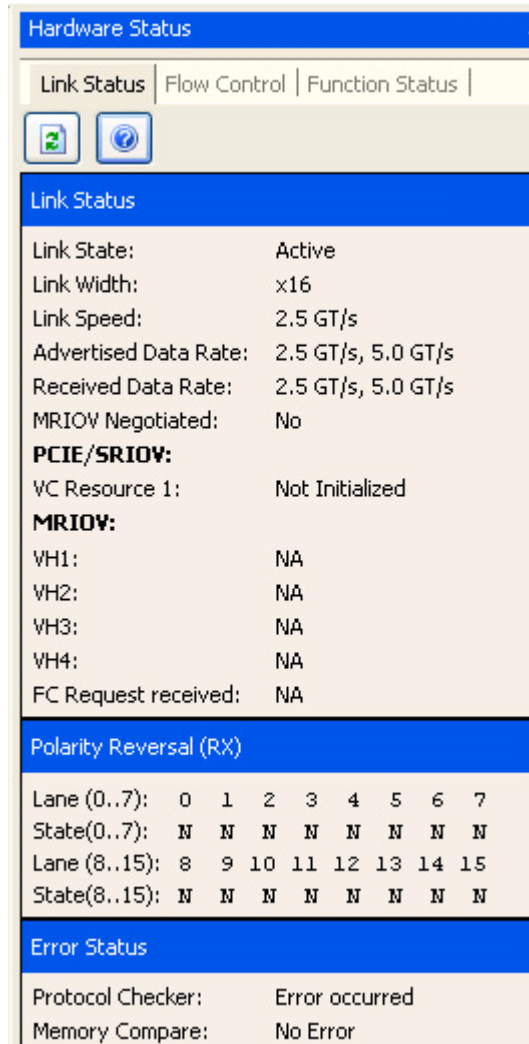 Hardware Status
Link Status | Flow Control | Function Status |
Link Status
Link State: Active
Link Width: x16
Link Speed: 2.5 GT/s
Advertised Data Rate: 2.5 GT/s, 5.0 GT/s
Received Data Rate: 2.5 GT/s, 5.0 GT/s
MRIOV Negotiated: No
PCIE/SRIOV:
VC Resource 1: Not Initialized
MRIOV:
VH1: NA
VH2: NA
VH3: NA
VH4: NA
FC Request received: NA
Polarity Reversal (RX)
Lane (0..7): 0 1 2 3 4 5 6 7
State(0..7): N N N N N N N N
Lane (8..15): 8 9 10 11 12 13 14 15
State(8..15): N N N N N N N N
Error Status
Protocol Checker: Error occurred
Memory Compare: No Error